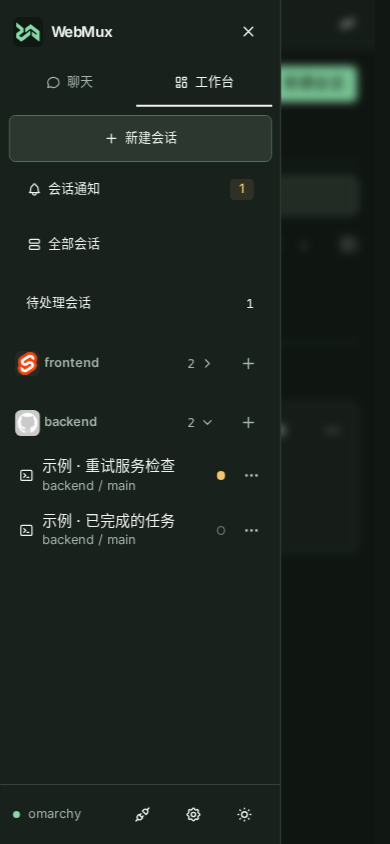 WebMux
聊天
工作台
新建会话
会话通知
1
全部会话
待处理会话
1
frontend
2
backend
2
示例 · 重试服务检查
backend / main
示例 · 已完成的任务
backend / main
omarchy